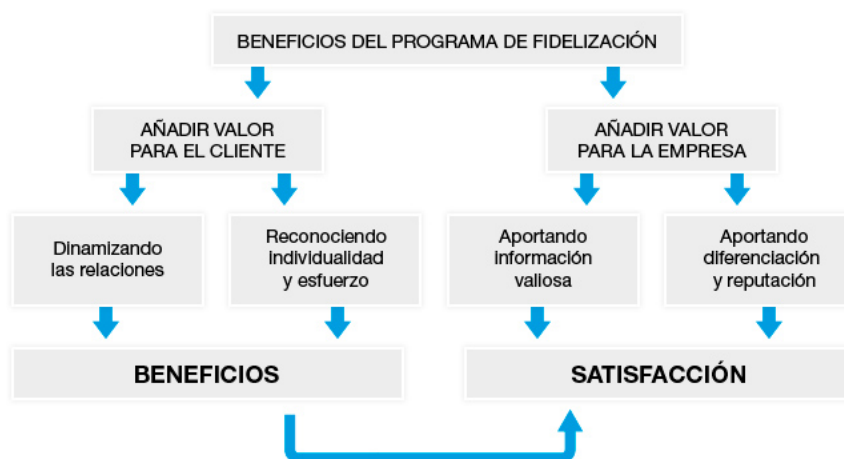 BENEFICIOS DEL PROGRAMA DE FIDELIZACIÓN
AÑADIR VALOR
PARA EL CLIENTE
AÑADIR VALOR
PARA LA EMPRESA
Dinamizando
las relaciones
Reconociendo
individualidad
y esfuerzo
Aportando
información
valiosa
Aportando
diferenciación
y reputación
BENEFICIOS
SATISFACCIÓN